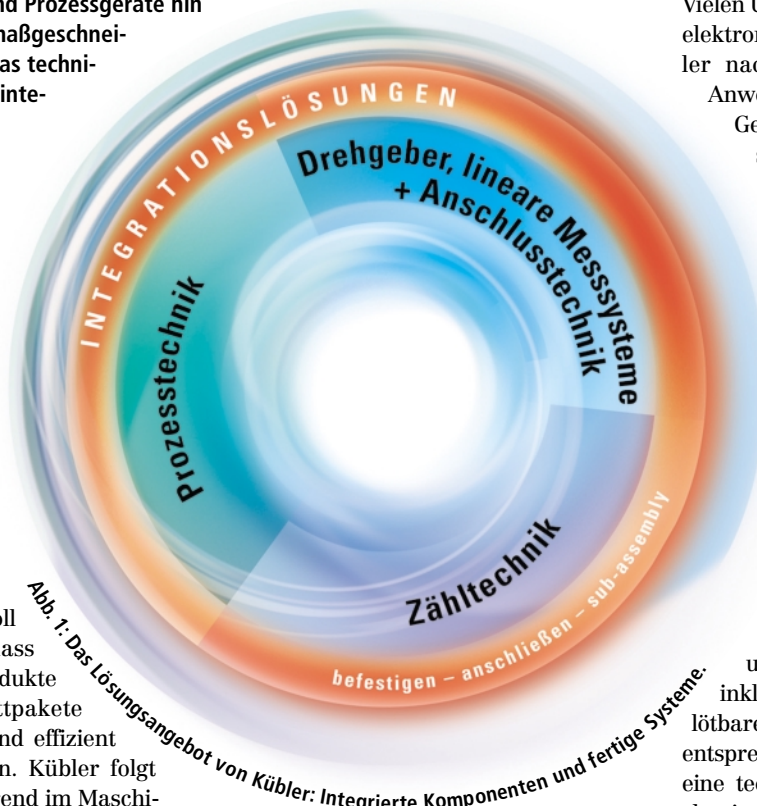 nd Prozessgeräte hin
maßgeschnei-
as techni-
inte-
INTEGRATIONSLÖSUNGEN
Drehgeber, lineare Messsysteme
+ Anschlusstechnik
Prozesstechnik
Zähltechnik
befestigen – anschließen – sub-assembly
Abb. 1: Das Lösungsangebot von Kübler: Integrierte Komponenten und fertige Systeme.
oll
ass
dukte
ttpakete
nd effizient
n. Kübler folgt
rend im Maschi-
Vielen U
elektron
ler nac
Anwe
Ge
s
u
inkl
lötbare
entspre
eine tec